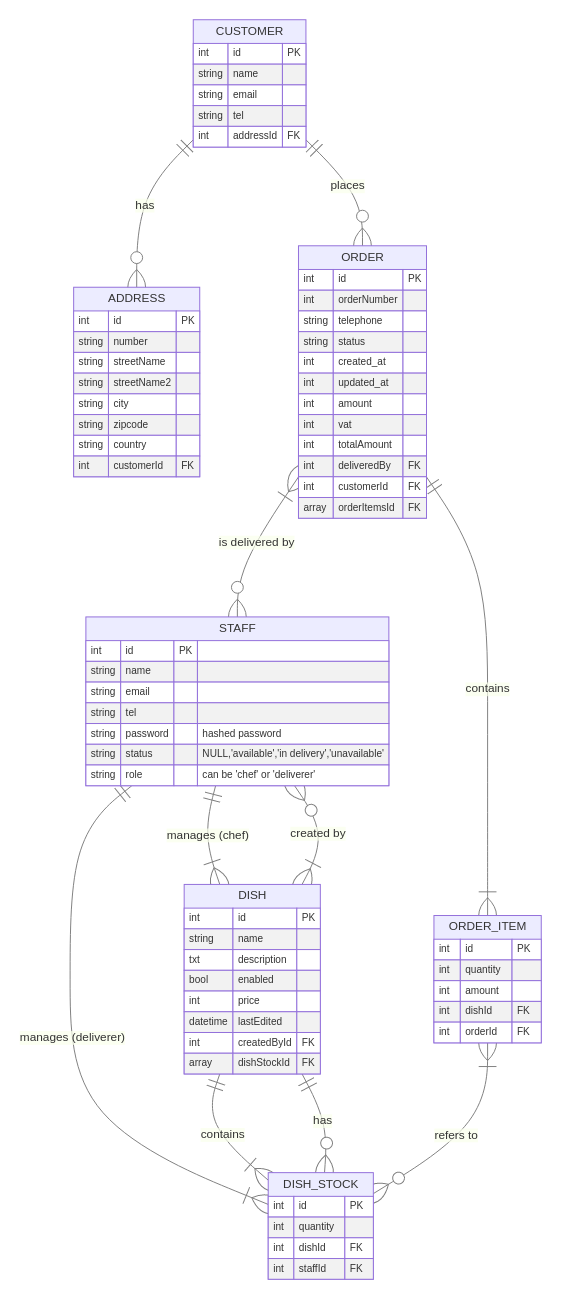 CUSTOMER
int id PK
string name
string email
string tel
int addressId FK
has
places
ORDER
int id PK
int orderNumber
string telephone
string status
int created_at
int updated_at
int amount
int vat
int totalAmount
int deliveredBy FK
int customerId FK
array orderItemsId FK
ADDRESS
int id PK
string number
string streetName
string streetName2
string city
string zipcode
string country
int customerId FK
is delivered by
contains
STAFF
int id PK
string name
string email
string tel
string password hashed password
string status NULL,'available','in delivery','unavailable'
string role can be 'chef' or 'deliverer'
manages (chef)
created by
manages (deliverer)
DISH
int id PK
string name
txt description
bool enabled
int price
datetime lastEdited
int createdById FK
array dishStockId FK
ORDER_ITEM
int id PK
int quantity
int amount
int dishId FK
int orderId FK
contains
has
refers to
DISH_STOCK
int id PK
int quantity
int dishId FK
int staffId FK